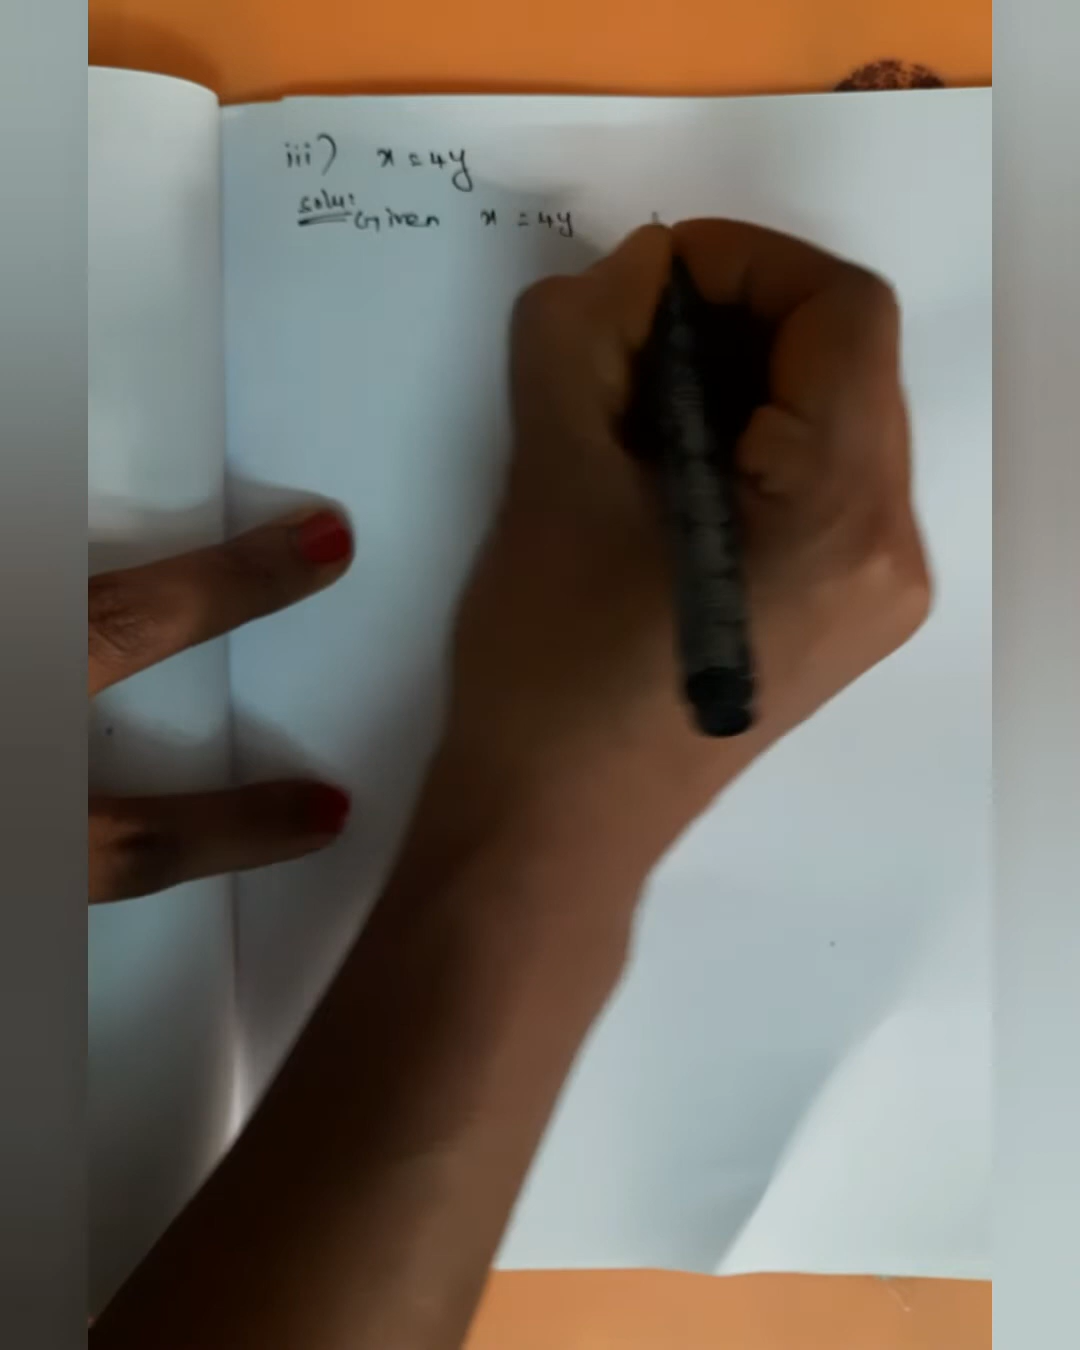 iii) x = 4y
Solu:
Given x = 4y